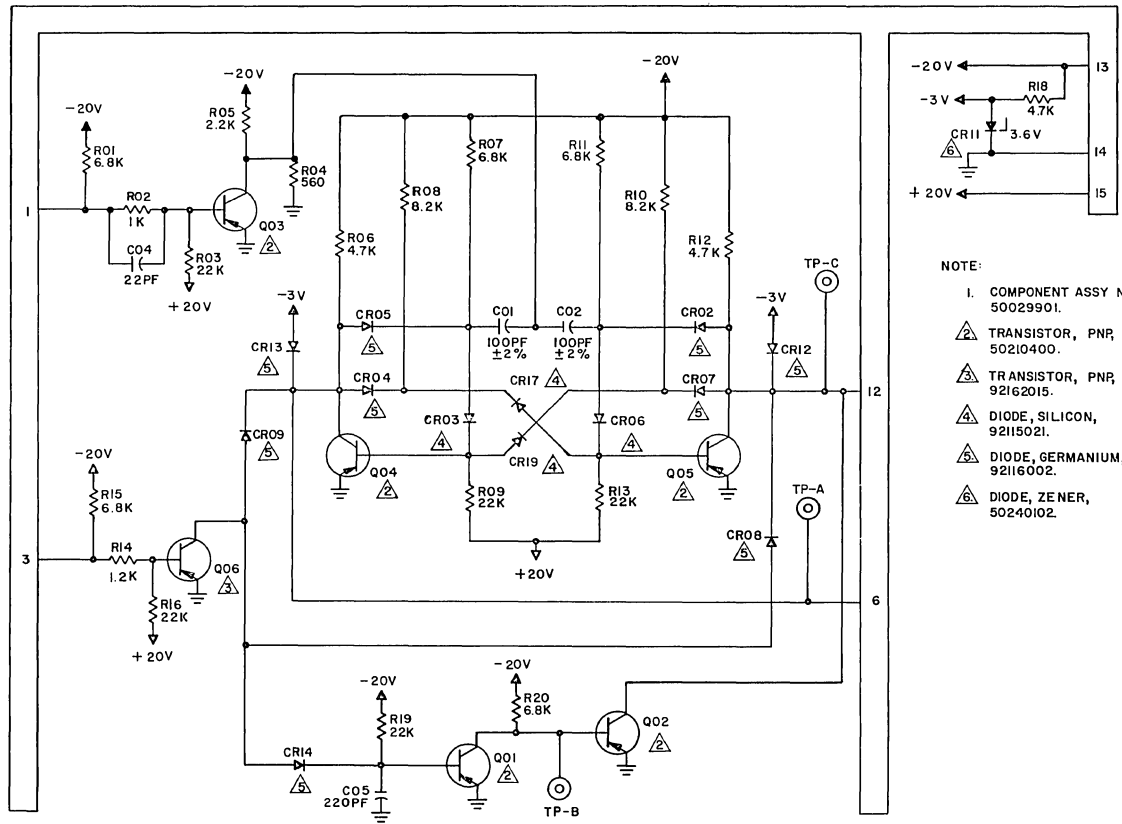 -20V
R05
2.2K
-20V
R01
6.8K
R04
560
1
R02
1K
C04
22PF
Q03
2
R03
22K
+20V
-20V
R07
6.8K
R11
6.8K
R08
8.2K
R10
8.2K
R06
4.7K
R12
4.7K
TP-C
-3V
CR13
5
CR05
5
C01
100PF
±2%
C02
100PF
±2%
CR02
5
-3V
CR12
5
CR04
5
CR17
4
CR07
5
12
CR09
5
CR03
4
CR19
4
CR06
4
Q04
2
Q05
2
R09
22K
R13
22K
+20V
TP-A
CR08
5
-20V
R15
6.8K
3
R14
1.2K
Q06
3
R16
22K
+20V
6
-20V
R19
22K
CR14
5
C05
220PF
Q01
2
-20V
R20
6.8K
TP-B
Q02
2
-20V
13
R18
4.7K
-3V
CR11
3.6V
6
14
+20V
15
NOTE:
1. COMPONENT ASSY N
50029901.
2 TRANSISTOR, PNP,
50210400.
3 TRANSISTOR, PNP,
92162015.
4 DIODE, SILICON,
92115021.
5 DIODE, GERMANIUM,
92116002.
6 DIODE, ZENER,
50240102.